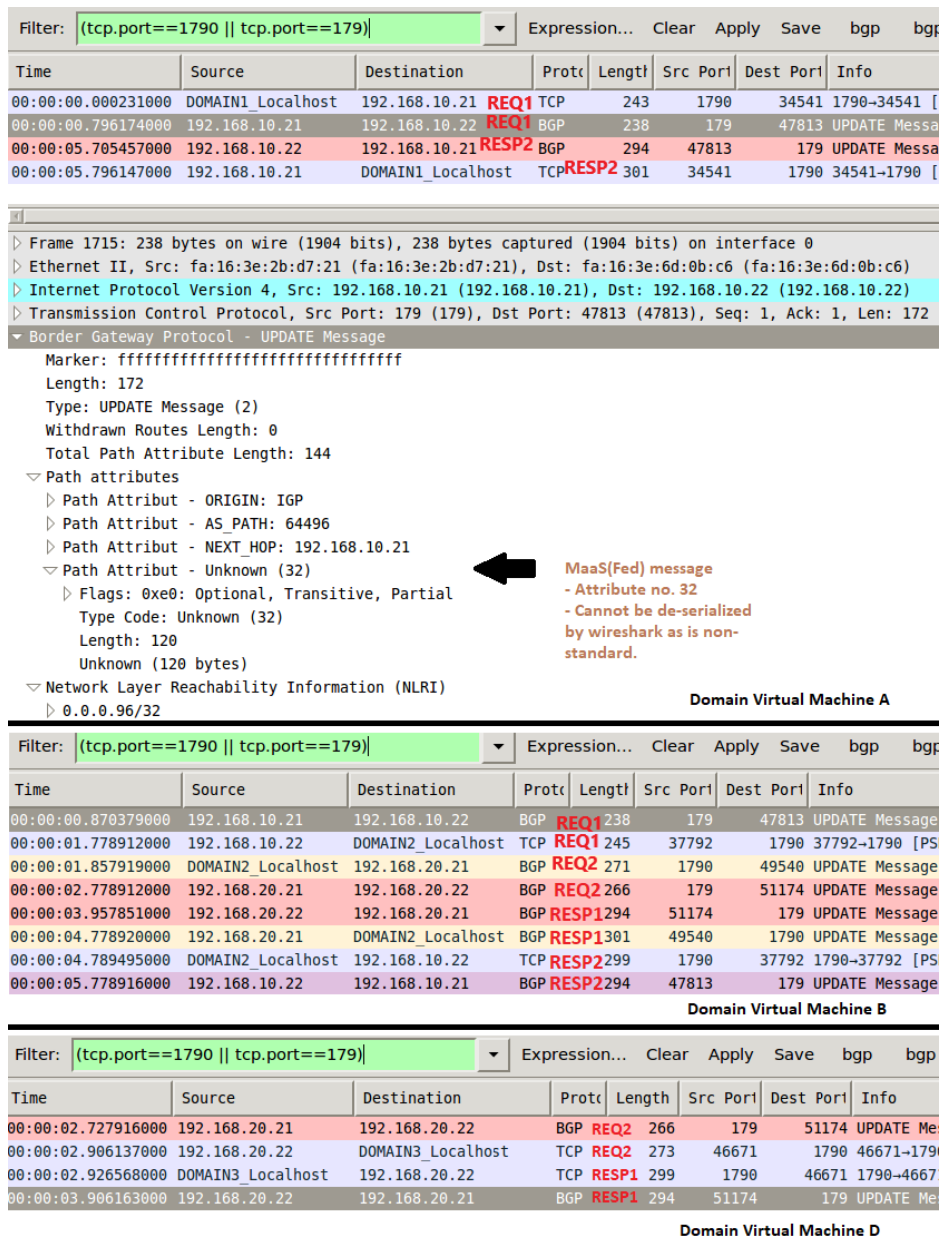 Filter: (tcp.port==1790 || tcp.port==179) Expression... Clear Apply Save bgp bgp
Time Source Destination Protc Lengtl Src Port Dest Port Info
00:00:00.000231000 DOMAIN1_Localhost 192.168.10.21 REQ1 TCP 243 1790 34541 1790→34541 [
00:00:00.796174000 192.168.10.21 192.168.10.22 REQ1 BGP 238 179 47813 UPDATE Messa
00:00:05.705457000 192.168.10.22 192.168.10.21 RESP2 BGP 294 47813 179 UPDATE Messa
00:00:05.796147000 192.168.10.21 DOMAIN1_Localhost TCP RESP2 301 34541 1790 34541→1790 [
Frame 1715: 238 bytes on wire (1904 bits), 238 bytes captured (1904 bits) on interface 0
Ethernet II, Src: fa:16:3e:2b:d7:21 (fa:16:3e:2b:d7:21), Dst: fa:16:3e:6d:0b:c6 (fa:16:3e:6d:0b:c6)
Internet Protocol Version 4, Src: 192.168.10.21 (192.168.10.21), Dst: 192.168.10.22 (192.168.10.22)
Transmission Control Protocol, Src Port: 179 (179), Dst Port: 47813 (47813), Seq: 1, Ack: 1, Len: 172
Border Gateway Protocol - UPDATE Message
Marker: ffffffffffffffffffffffffffffffff
Length: 172
Type: UPDATE Message (2)
Withdrawn Routes Length: 0
Total Path Attribute Length: 144
Path attributes
Path Attribut - ORIGIN: IGP
Path Attribut - AS_PATH: 64496
Path Attribut - NEXT_HOP: 192.168.10.21
Path Attribut - Unknown (32)
Flags: 0xe0: Optional, Transitive, Partial
Type Code: Unknown (32)
Length: 120
Unknown (120 bytes)
Network Layer Reachability Information (NLRI)
0.0.0.96/32
MaaS(Fed) message
- Attribute no. 32
- Cannot be de-serialized
by wireshark as is non-
standard.
Domain Virtual Machine A
Filter: (tcp.port==1790 || tcp.port==179) Expression... Clear Apply Save bgp bgp
Time Source Destination Protc Lengtl Src Port Dest Port Info
00:00:00.870379000 192.168.10.21 192.168.10.22 BGP REQ1 238 179 47813 UPDATE Message
00:00:01.778912000 192.168.10.22 DOMAIN2_Localhost TCP REQ1 245 37792 1790 37792→1790 [PSI
00:00:01.857919000 DOMAIN2_Localhost 192.168.20.21 BGP REQ2 271 1790 49540 UPDATE Message
00:00:02.778912000 192.168.20.21 192.168.20.22 BGP REQ2 266 179 51174 UPDATE Message
00:00:03.957851000 192.168.20.22 192.168.20.21 BGP RESP1 294 51174 179 UPDATE Message
00:00:04.778920000 192.168.20.21 DOMAIN2_Localhost BGP RESP1 301 49540 1790 UPDATE Message
00:00:04.789495000 DOMAIN2_Localhost 192.168.10.22 TCP RESP2 299 1790 37792 1790→37792 [PSI
00:00:05.778916000 192.168.10.22 192.168.10.21 BGP RESP2 294 47813 179 UPDATE Message
Domain Virtual Machine B
Filter: (tcp.port==1790 || tcp.port==179) Expression... Clear Apply Save bgp bgp
Time Source Destination Protc Length Src Port Dest Port Info
00:00:02.727916000 192.168.20.21 192.168.20.22 BGP REQ2 266 179 51174 UPDATE Me
00:00:02.906137000 192.168.20.22 DOMAIN3_Localhost TCP REQ2 273 46671 1790 46671→1790
00:00:02.926568000 DOMAIN3_Localhost 192.168.20.22 TCP RESP1 299 1790 46671 1790→4667
00:00:03.906163000 192.168.20.22 192.168.20.21 BGP RESP1 294 51174 179 UPDATE Me
Domain Virtual Machine D